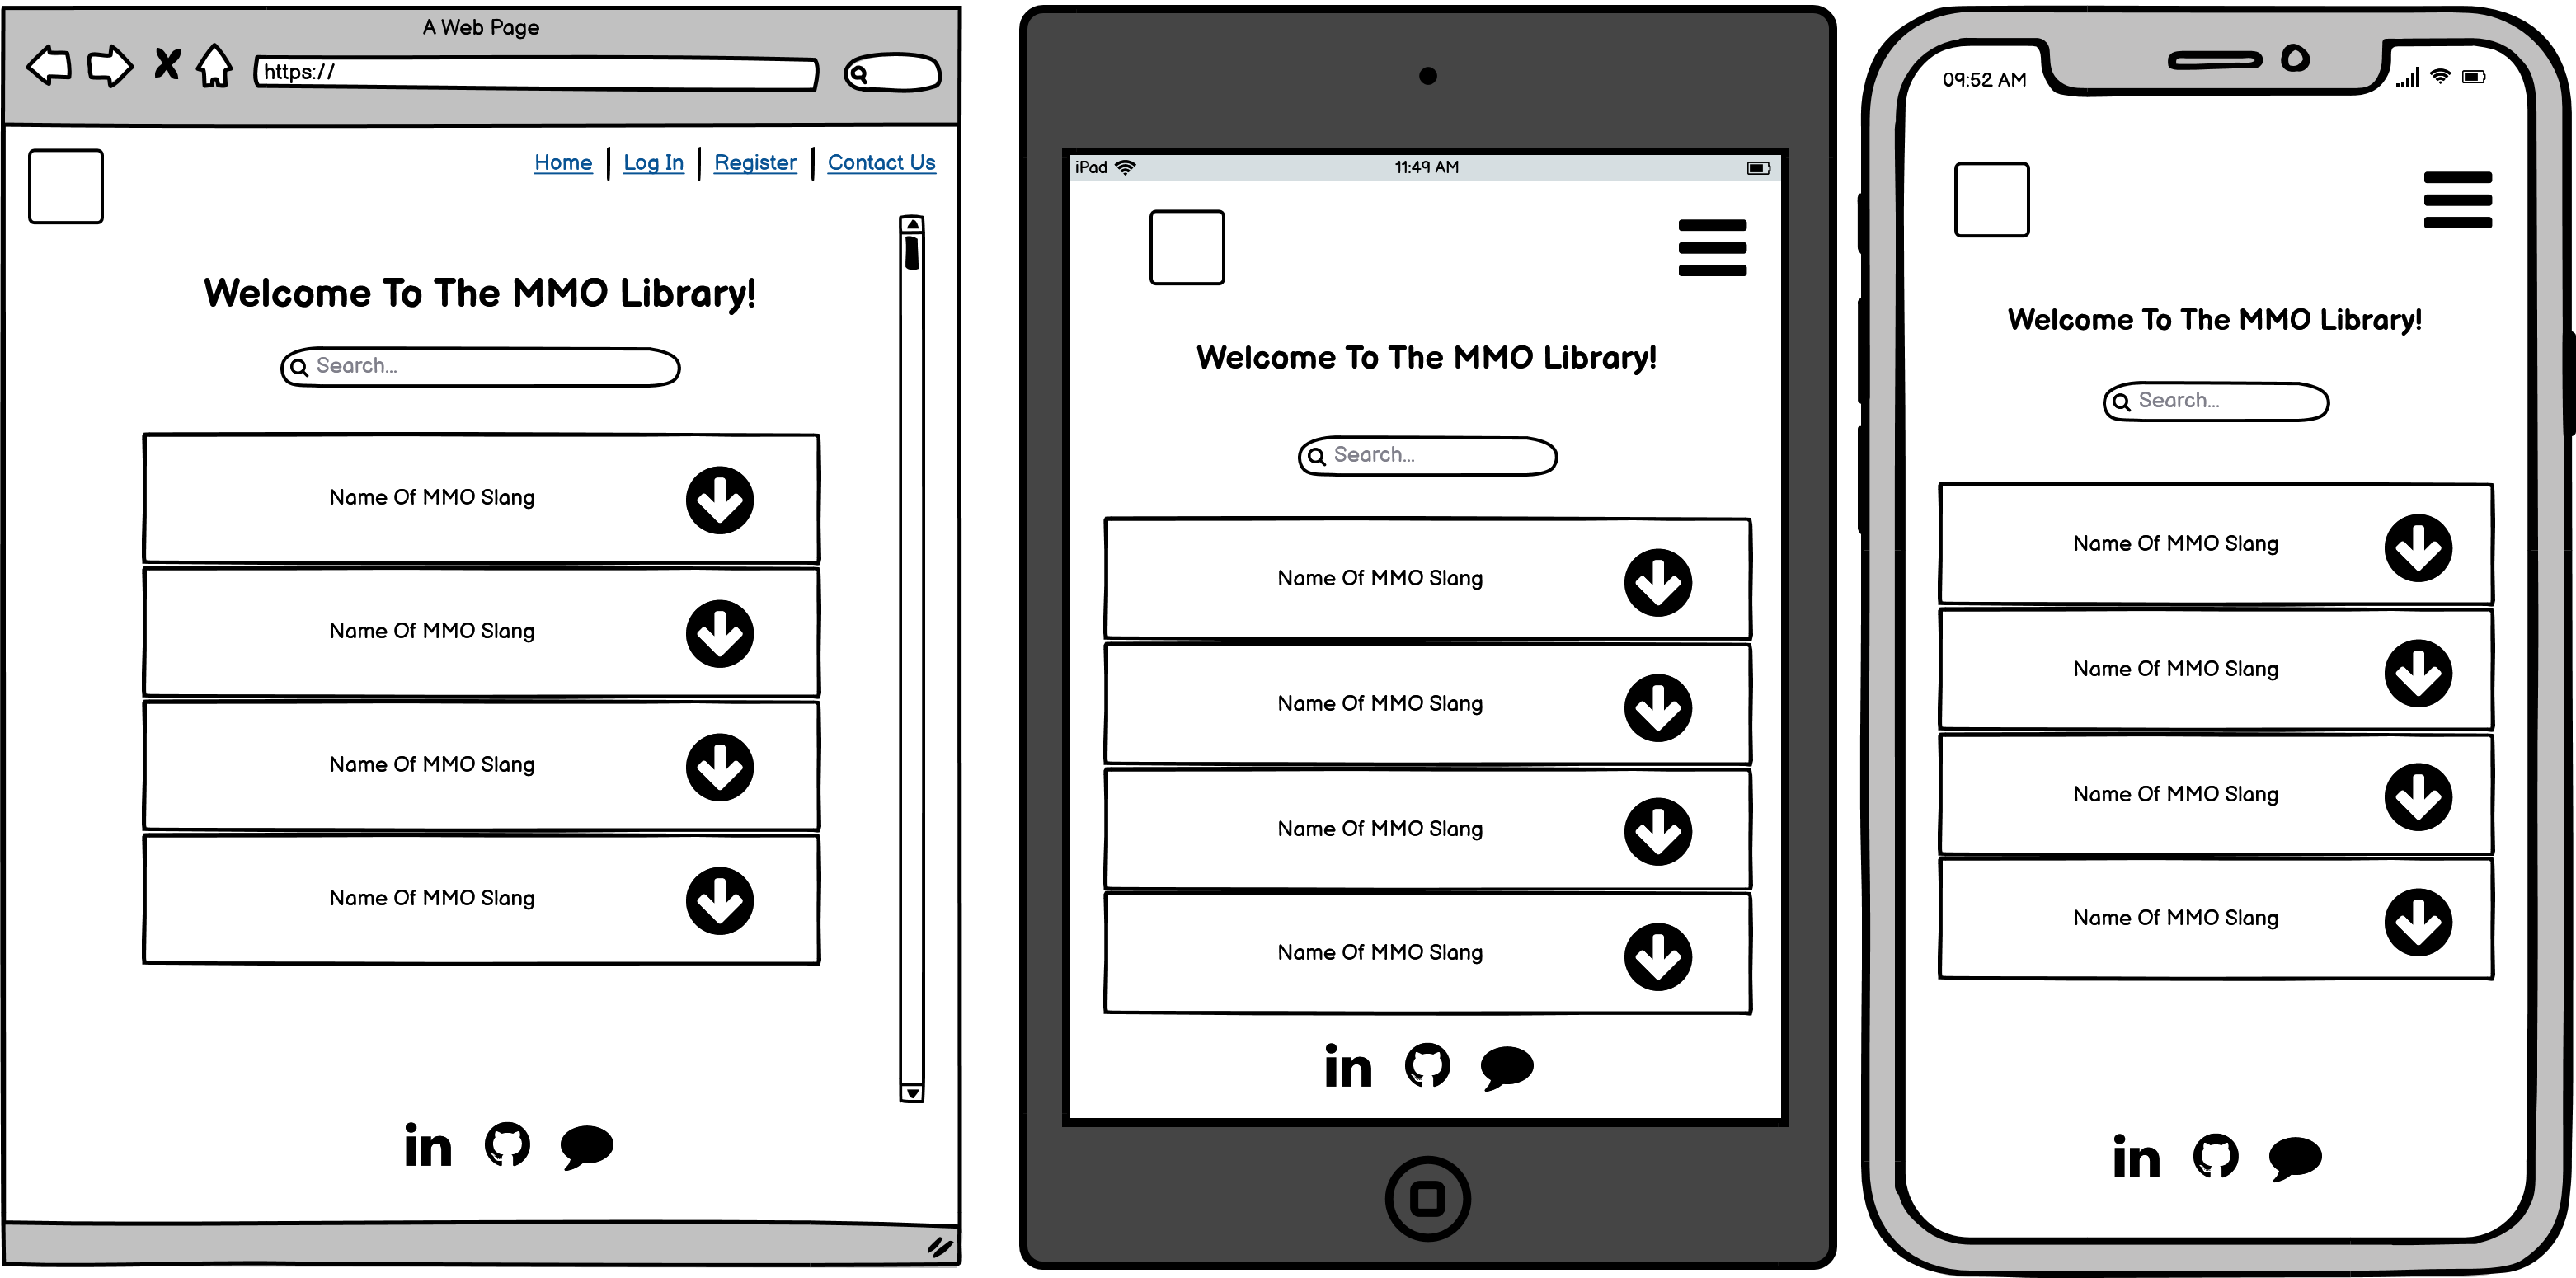 A Web Page
https://
Home Log In Register Contact Us
Welcome To The MMO Library!
Search...
Name Of MMO Slang
Name Of MMO Slang
Name Of MMO Slang
Name Of MMO Slang
in
iPad 11:49 AM
Welcome To The MMO Library!
Search...
Name Of MMO Slang
Name Of MMO Slang
Name Of MMO Slang
Name Of MMO Slang
in
09:52 AM
Welcome To The MMO Library!
Search...
Name Of MMO Slang
Name Of MMO Slang
Name Of MMO Slang
Name Of MMO Slang
in